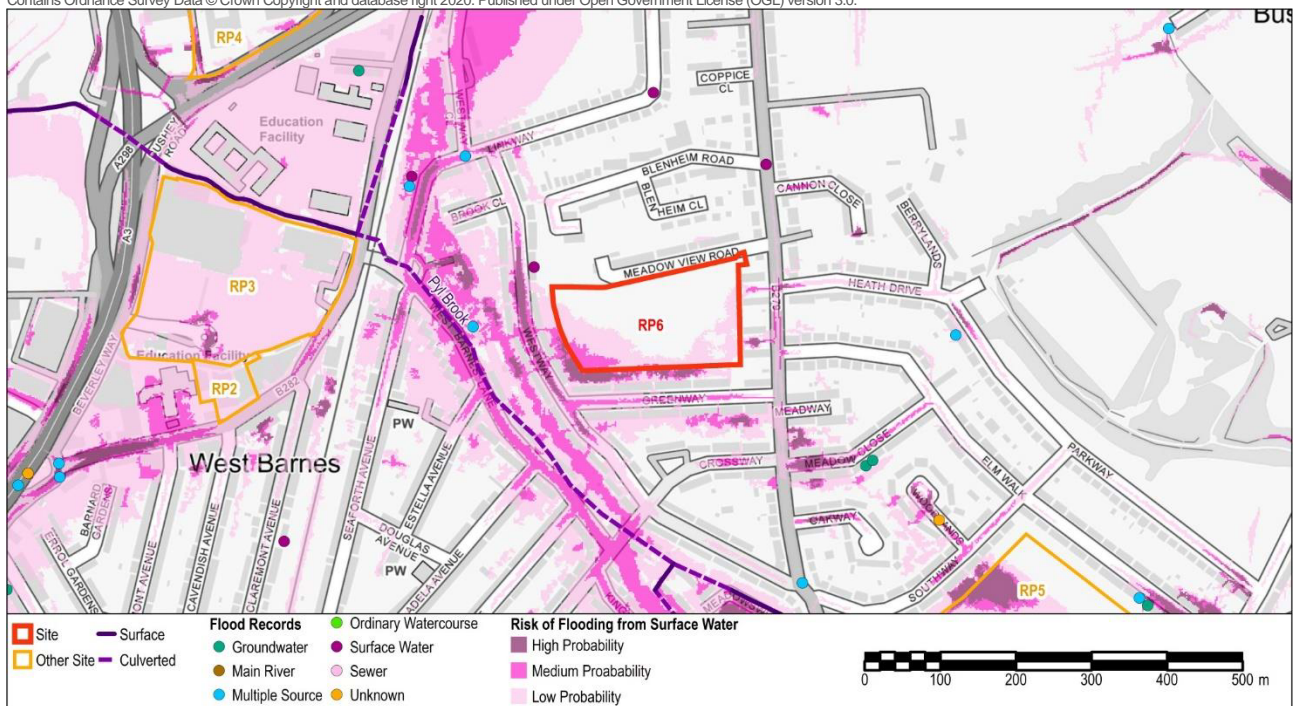 Contains Ordnance Survey Data © Crown Copyright and database right 2020. Published under Open Government License (OGL) version 3.0.
RP4
COPPICE
CL
WESTWAY
Education
Facility
A298
BUSHEY
ROAD
LINKWAY
BLENHEIM ROAD
BLEN
HEIM CL
CANNON CLOSE
BROOK CL
BERRYLANDS
A3
MEADOW VIEW ROAD
HEATH DRIVE
RP3
Pyl Brook
RP6
WESTWAY
BEVERLEY WAY
Education Facility
RP2
B282
GREENWAY
MEADWAY
PW
West Barnes
CROSSWAY
MEADOW CLOSE
ELM WALK
PARKWAY
BARNARD
GARDENS
SEAFORTH AVENUE
ESTELLA AVENUE
OAKWAY
ERROL GARDENS
CAVENDISH AVENUE
CLAREMONT AVENUE
DOUGLAS
AVENUE
PW
SOUTHWAY
RP5
Site
Surface
Other Site
Culverted
Flood Records
Groundwater
Main River
Multiple Source
Ordinary Watercourse
Surface Water
Sewer
Unknown
Risk of Flooding from Surface Water
High Probability
Medium Proabability
Low Probability
0 100 200 300 400 500 m